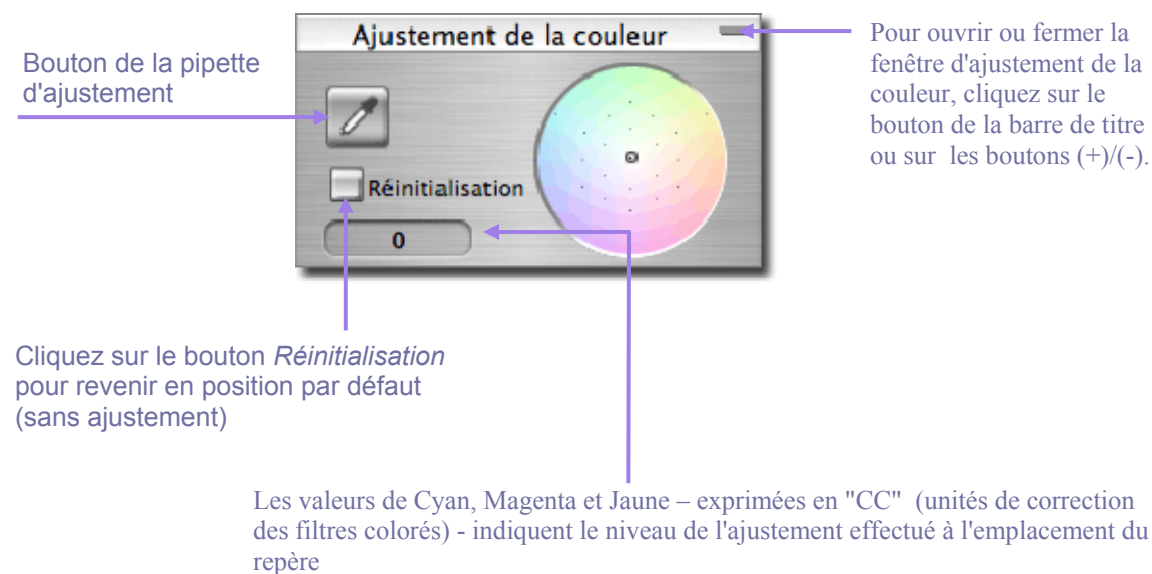 Ajustement de la couleur
Pour ouvrir ou fermer la
fenêtre d'ajustement de la
couleur, cliquez sur le
bouton de la barre de titre
ou sur les boutons (+)/(-).
Bouton de la pipette
d'ajustement
Réinitialisation
0
Cliquez sur le bouton Réinitialisation
pour revenir en position par défaut
(sans ajustement)
Les valeurs de Cyan, Magenta et Jaune – exprimées en "CC" (unités de correction
des filtres colorés) - indiquent le niveau de l'ajustement effectué à l'emplacement du
repère